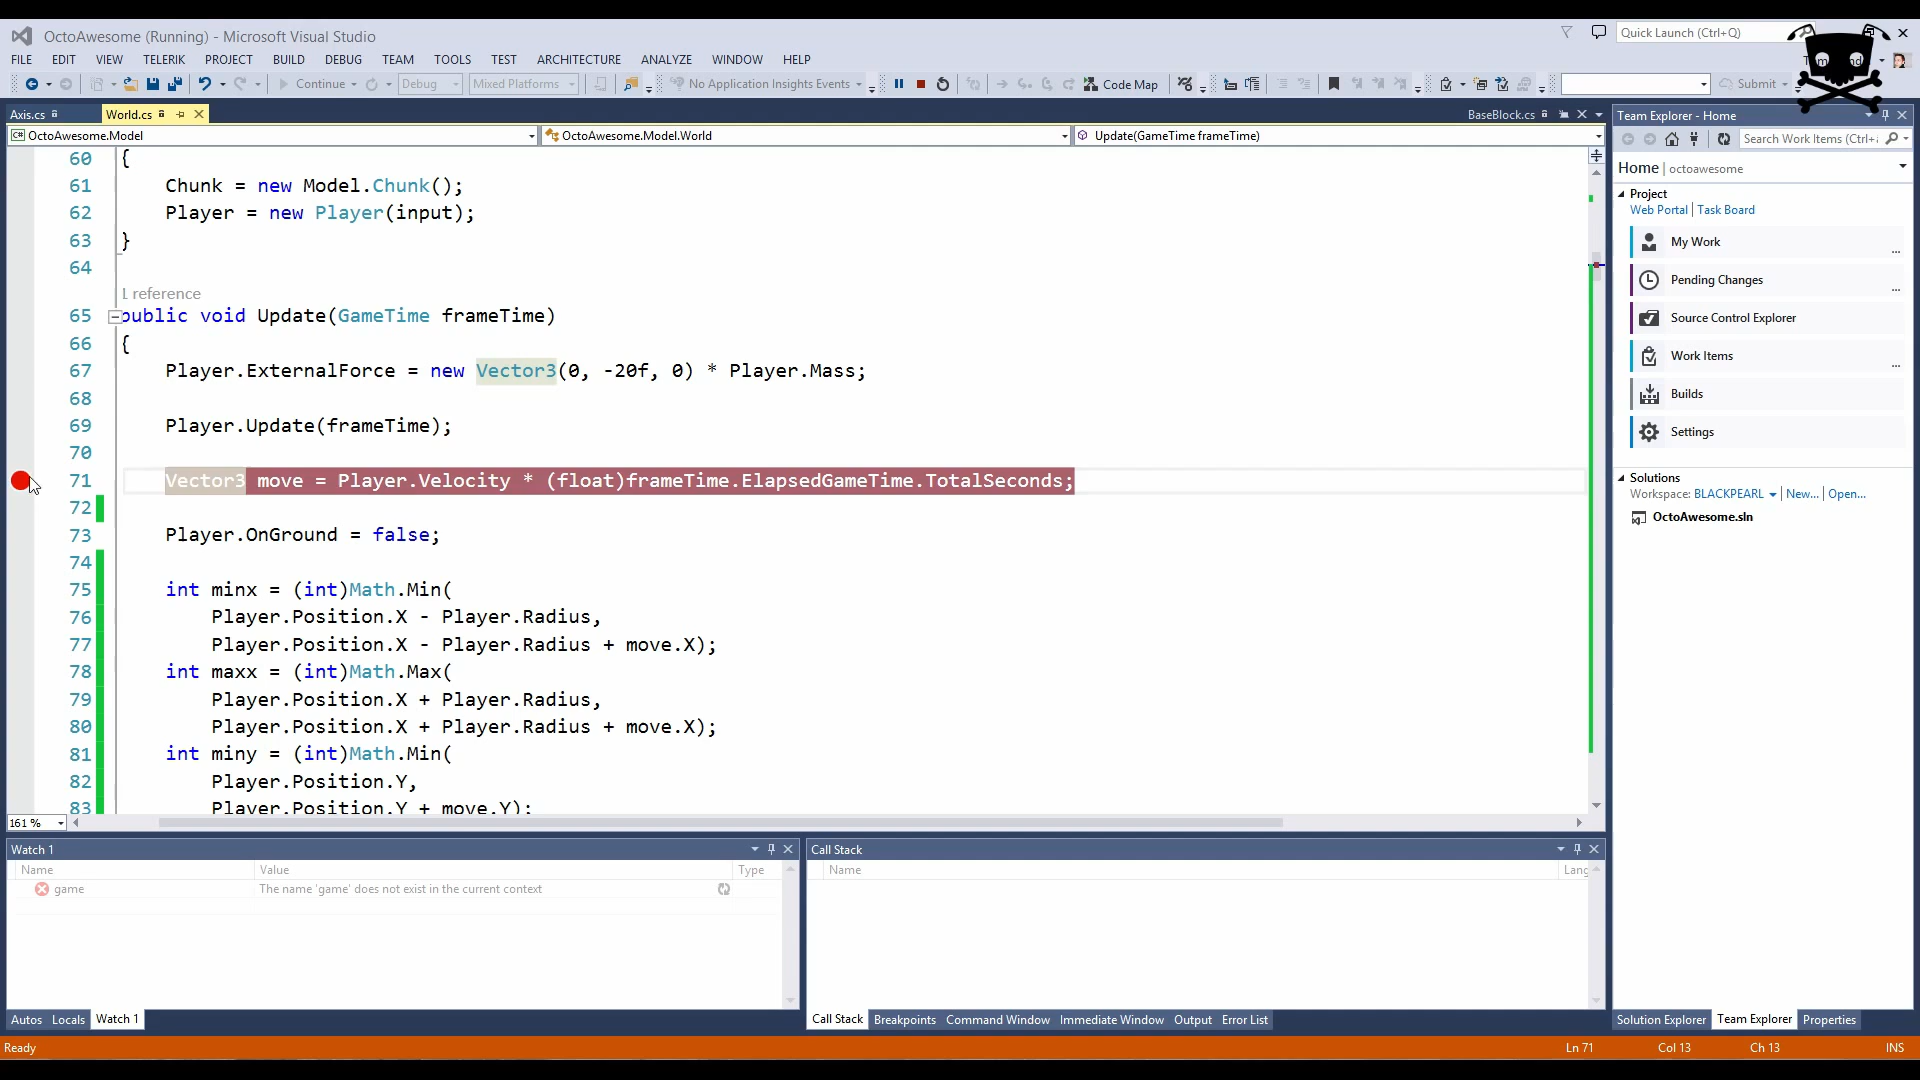 OctoAwesome (Running) - Microsoft Visual Studio
Quick Launch (Ctrl+Q)
FILE EDIT VIEW TELERIK PROJECT BUILD DEBUG TEAM TOOLS TEST ARCHITECTURE ANALYZE WINDOW HELP
Continue Debug Mixed Platforms No Application Insights Events Code Map Submit
Axis.cs World.cs BaseBlock.cs
OctoAwesome.Model OctoAwesome.Model.World Update(GameTime frameTime)
60 {
61 Chunk = new Model.Chunk();
62 Player = new Player(input);
63 }
64
1 reference
65 public void Update(GameTime frameTime)
66 {
67 Player.ExternalForce = new Vector3(0, -20f, 0) * Player.Mass;
68
69 Player.Update(frameTime);
70
71 Vector3 move = Player.Velocity * (float)frameTime.ElapsedGameTime.TotalSeconds;
72
73 Player.OnGround = false;
74
75 int minx = (int)Math.Min(
76 Player.Position.X - Player.Radius,
77 Player.Position.X - Player.Radius + move.X);
78 int maxx = (int)Math.Max(
79 Player.Position.X + Player.Radius,
80 Player.Position.X + Player.Radius + move.X);
81 int miny = (int)Math.Min(
82 Player.Position.Y,
83 Player.Position.Y + move.Y);
161 %
Watch 1
Name Value Type
game The name 'game' does not exist in the current context
Autos Locals Watch 1
Call Stack
Name Lang
Call Stack Breakpoints Command Window Immediate Window Output Error List
Team Explorer - Home
Search Work Items (Ctrl+
Home | octoawesome
Project
Web Portal | Task Board
My Work
...
Pending Changes
...
Source Control Explorer
Work Items
...
Builds
Settings
Solutions
Workspace: BLACKPEARL | New... | Open...
OctoAwesome.sln
Solution Explorer Team Explorer Properties
Ready Ln 71 Col 13 Ch 13 INS